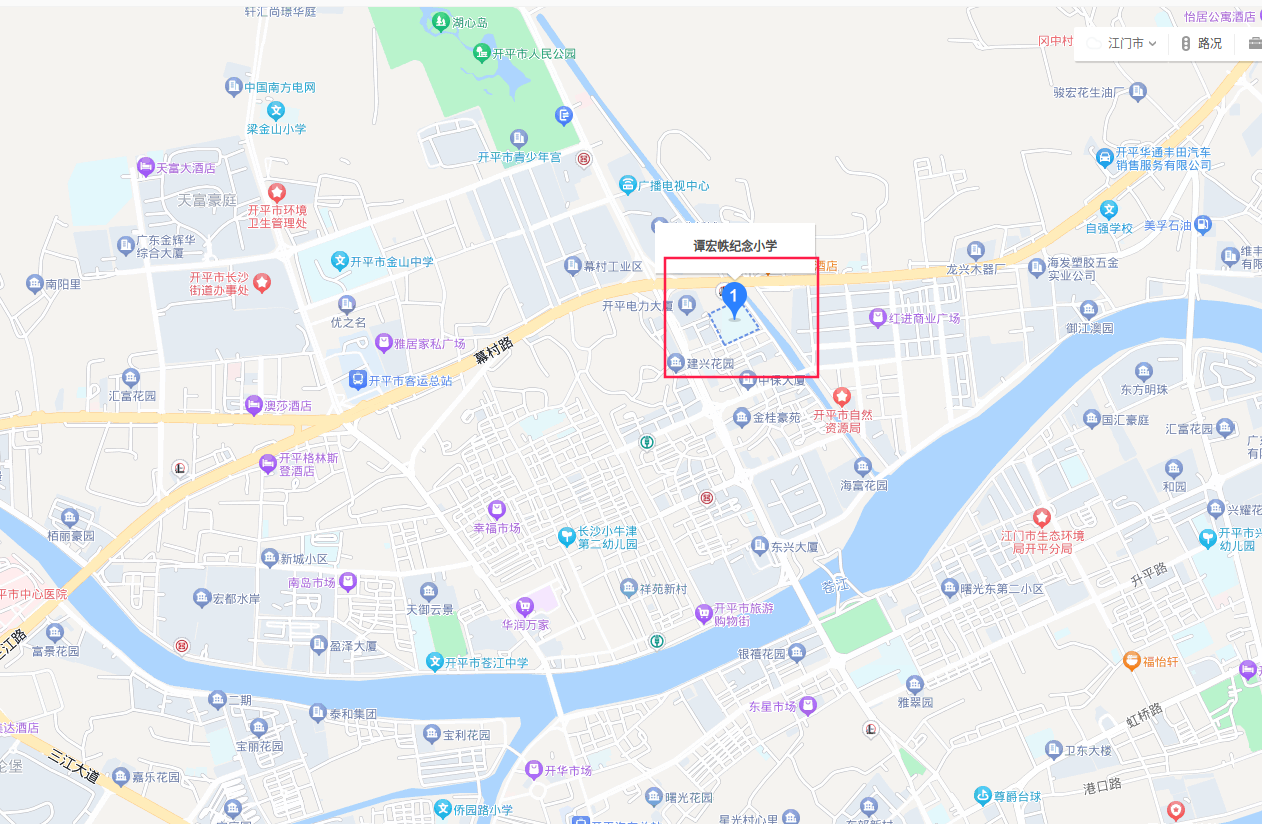 轩汇尚璟华庭
湖心岛
怡居公寓酒店
开平市人民公园
冈中村
江门市
路况
中国南方电网
骏宏花生油厂
梁金山小学
开平市青少年宫
开平华通丰田汽车
销售服务有限公司
天富大酒店
广播电视中心
天富豪庭
开平市环境
卫生管理处
自强学校
美孚石油
广东金辉华
综合大厦
谭宏帙纪念小学
开平市金山中学
幕村工业区
酒店
龙兴木器厂
海发塑胶五金
实业公司
南阳里
开平市长沙
街道办事处
1
开平电力大厦
优之名
红进商业广场
御江澳园
雅居家私广场
幕村路
建兴花园
开平市客运总站
中保大厦
东方明珠
汇富花园
澳莎酒店
金桂豪苑
开平市自然
资源局
国汇豪庭
汇富花园
开平格林斯
登酒店
海富花园
和园
幸福市场
兴耀花
栢丽豪园
长沙小牛津
第二幼儿园
江门市生态环境
局开平分局
开平市兴
幼儿园
东兴大厦
新城小区
南岛市场
苍江
升平路
平市中心医院
宏都水岸
天御云景
祥苑新村
曙光东第二小区
华润万家
开平市旅游
购物街
三江路
富景花园
盈泽大厦
银禧花园
开平市苍江中学
福怡轩
二期
雅翠园
泰和集团
东星市场
虹桥路
宝丽花园
宝利花园
卫东大楼
三江大道
嘉乐花园
开华市场
港口路
侨园路小学
曙光花园
尊爵台球
星光村心里